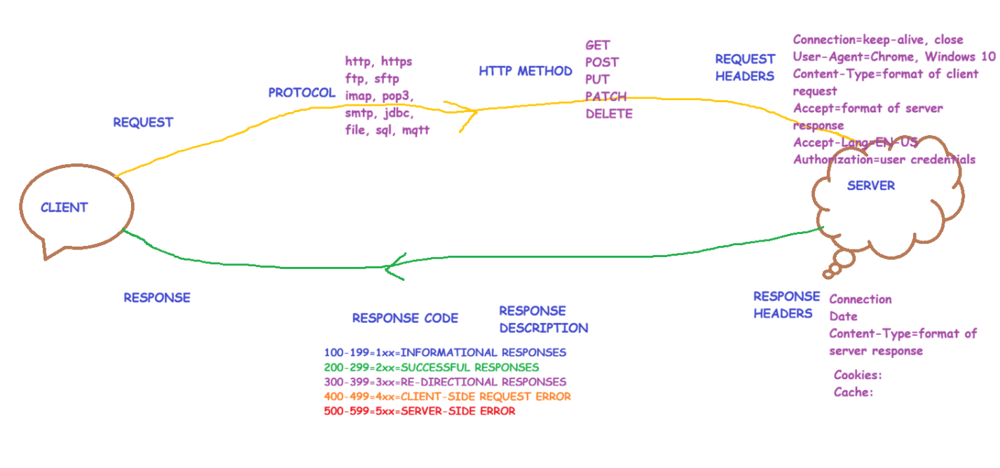 REQUEST
PROTOCOL
http, https
ftp, sftp
imap, pop3,
smtp, jdbc,
file, sql, mqtt
HTTP METHOD
GET
POST
PUT
PATCH
DELETE
REQUEST
HEADERS
Connection=keep-alive, close
User-Agent=Chrome, Windows 10
Content-Type=format of client
request
Accept=format of server
response
Accept-Lang=EN-US
Authorization=user credentials
CLIENT
SERVER
RESPONSE
RESPONSE CODE
RESPONSE
DESCRIPTION
100-199=1xx=INFORMATIONAL RESPONSES
200-299=2xx=SUCCESSFUL RESPONSES
300-399=3xx=RE-DIRECTIONAL RESPONSES
400-499=4xx=CLIENT-SIDE REQUEST ERROR
500-599=5xx=SERVER-SIDE ERROR
RESPONSE
HEADERS
Connection
Date
Content-Type=format of
server response
Cookies:
Cache: